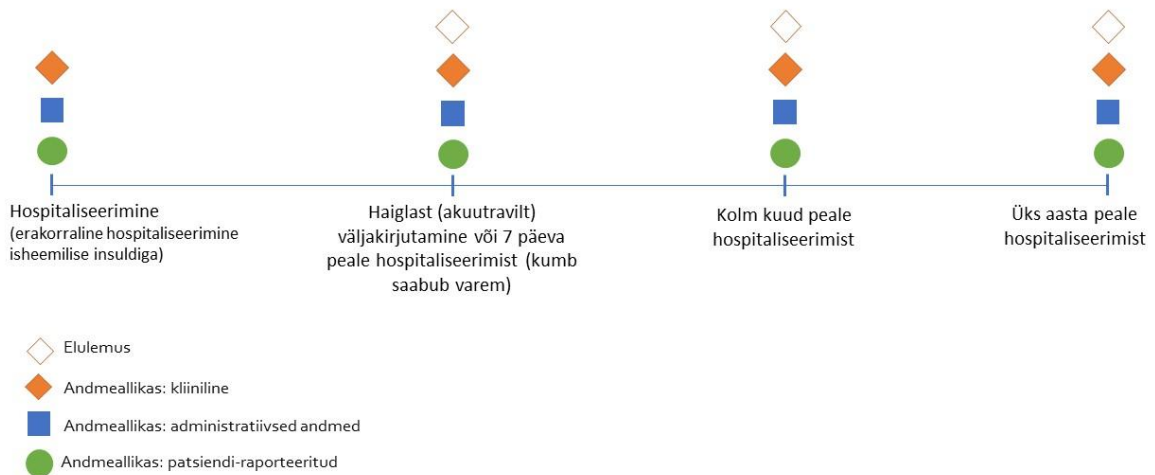 Hospitaliseerimine
(erakorraline hospitaliseerimine
isheemilise insuldiga)
Haiglast (akuutravilt)
väljakirjutamine või 7 päeva
peale hospitaliseerimist (kumb
saabub varem)
Kolm kuud peale
hospitaliseerimist
Üks aasta peale
hospitaliseerimist
Elulemus
Andmeallikas: kliiniline
Andmeallikas: administratiivsed andmed
Andmeallikas: patsiendi-raporteeritud